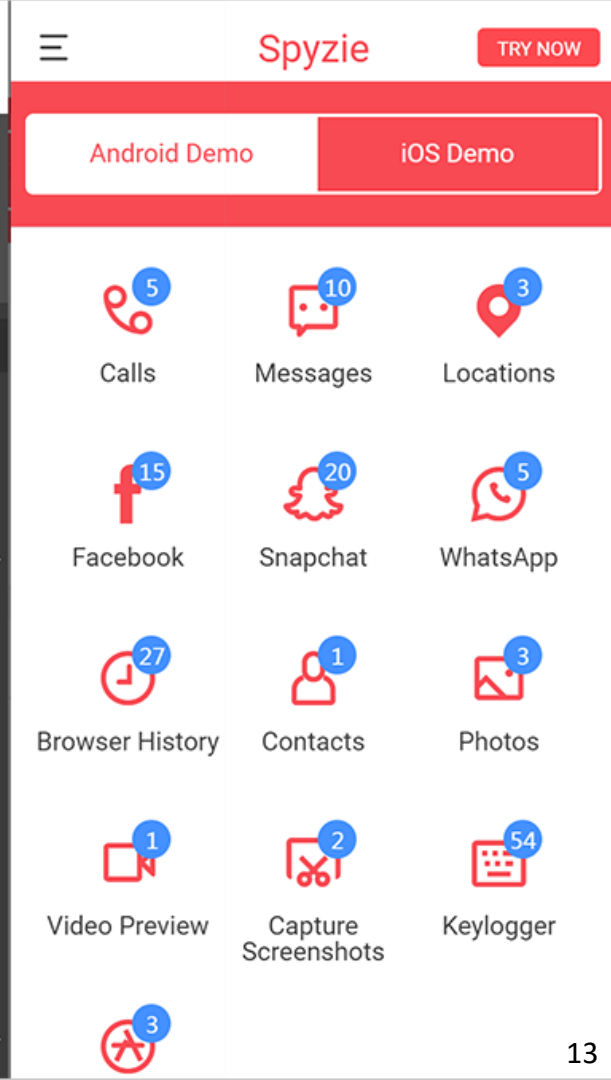 Spyzie
TRY NOW
Android Demo
iOS Demo
5
10
3
Calls
Messages
Locations
15
20
5
Facebook
Snapchat
WhatsApp
27
1
3
Browser History
Contacts
Photos
1
2
54
Video Preview
Capture
Screenshots
Keylogger
3
13